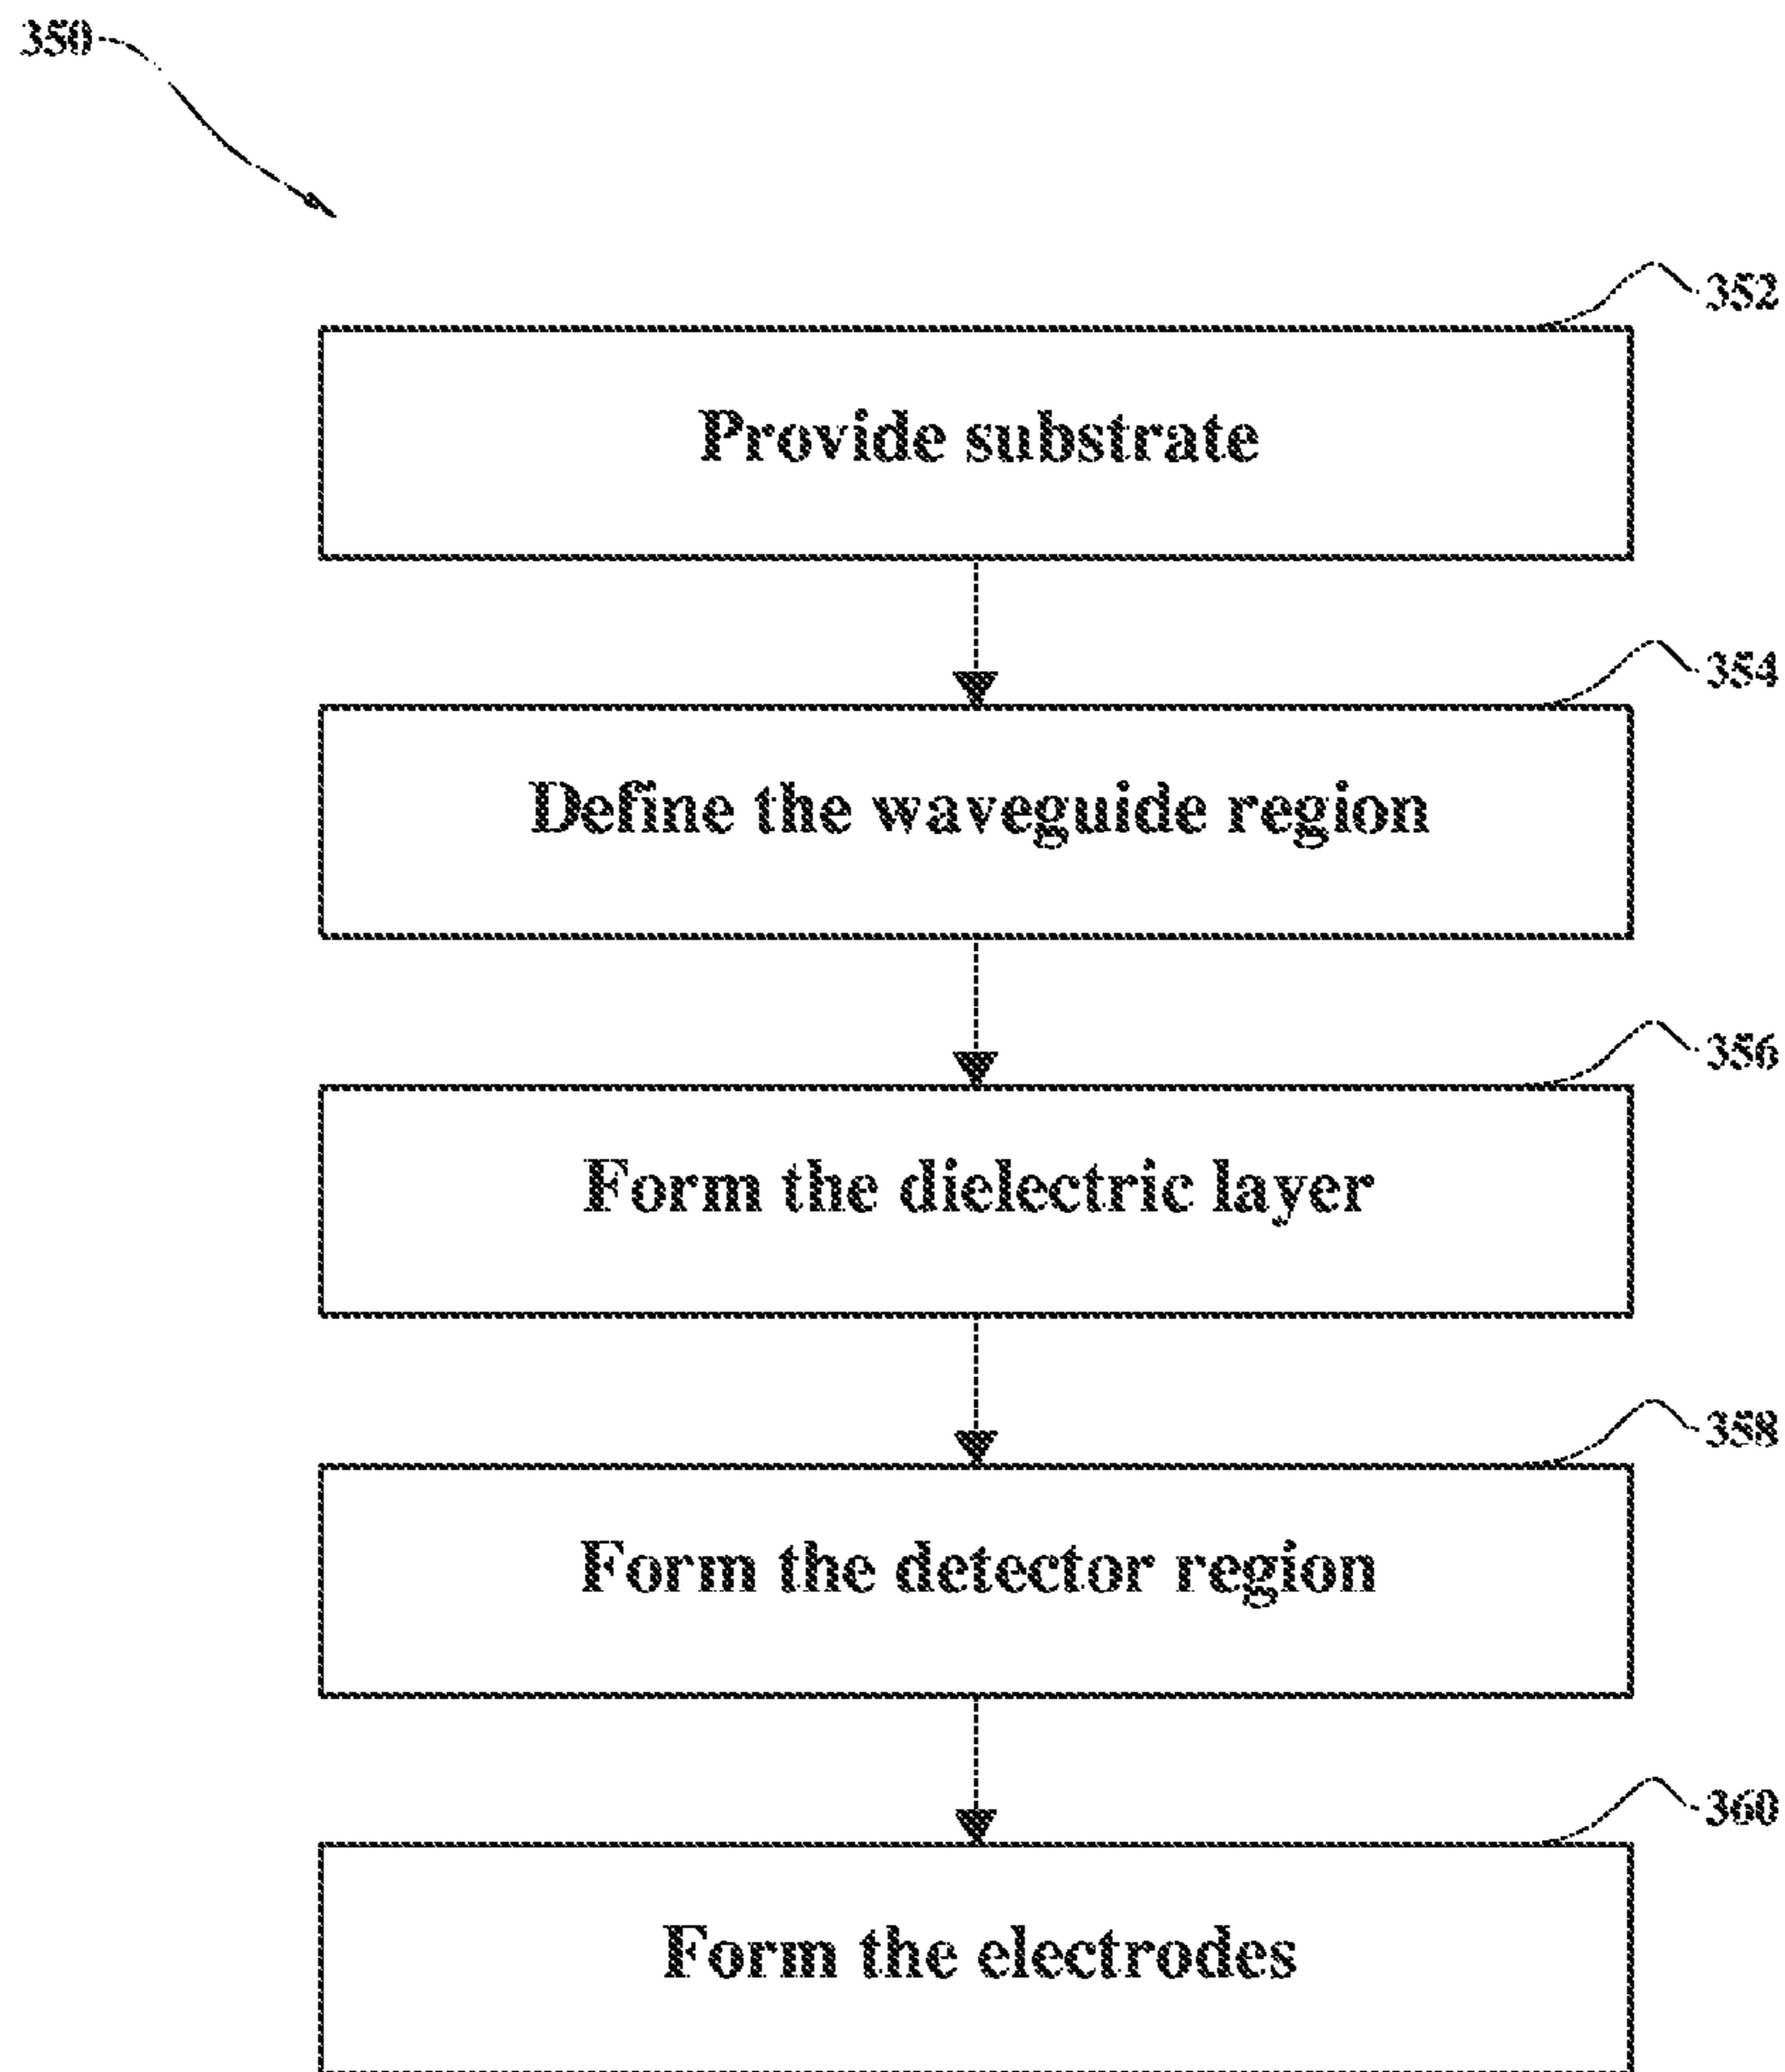 350
352
Provide substrate
354
Define the waveguide region
356
Form the dielectric layer
358
Form the detector region
360
Form the electrodes